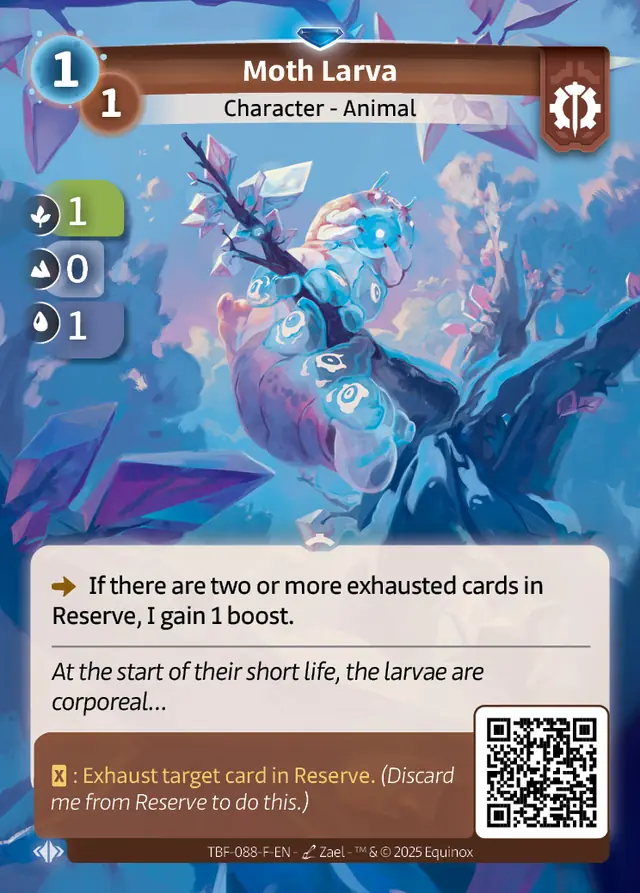 1
Moth Larva
1
Character - Animal
1
0
1
If there are two or more exhausted cards in
Reserve, I gain 1 boost.
At the start of their short life, the larvae are
corporeal...
X : Exhaust target card in Reserve. (Discard
me from Reserve to do this.)
TBF-088-F-EN - Zael - ™ & © 2025 Equinox